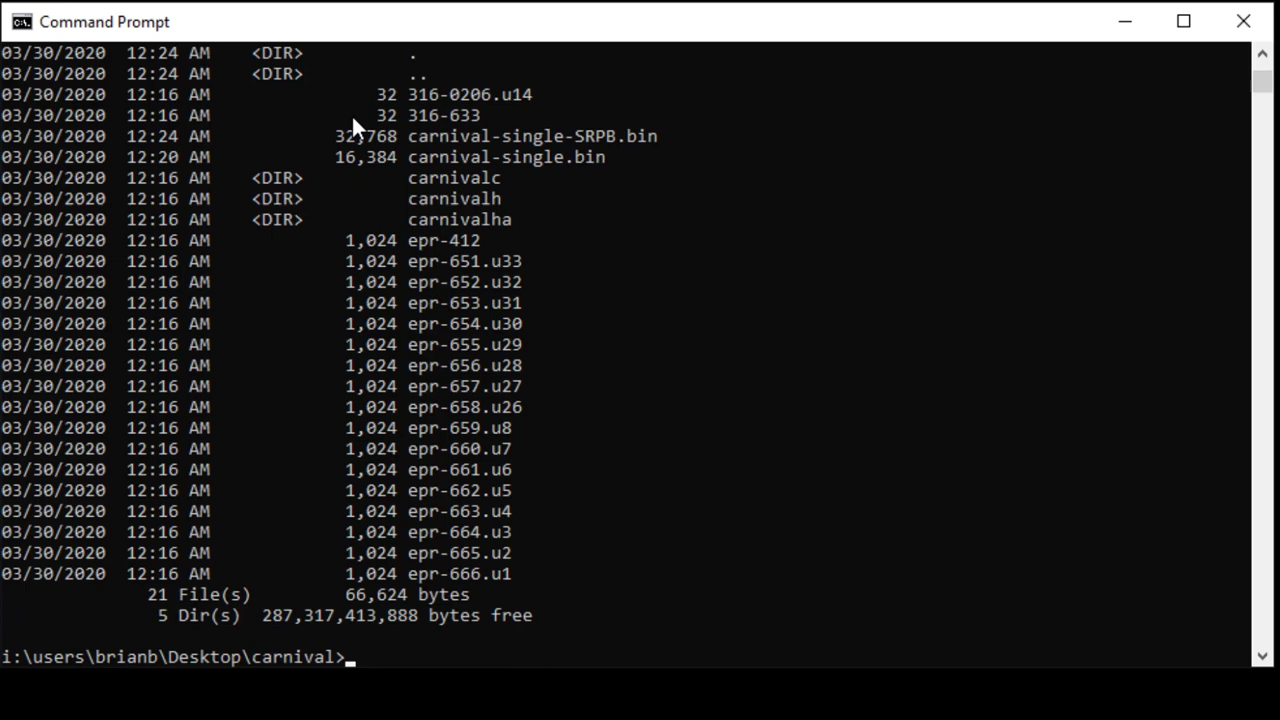 Command Prompt
03/30/2020  12:24 AM    <DIR>          .
03/30/2020  12:24 AM    <DIR>          ..
03/30/2020  12:16 AM                32 316-0206.u14
03/30/2020  12:16 AM                32 316-633
03/30/2020  12:24 AM            32,768 carnival-single-SRPB.bin
03/30/2020  12:20 AM            16,384 carnival-single.bin
03/30/2020  12:16 AM    <DIR>          carnivalc
03/30/2020  12:16 AM    <DIR>          carnivalh
03/30/2020  12:16 AM    <DIR>          carnivalha
03/30/2020  12:16 AM             1,024 epr-412
03/30/2020  12:16 AM             1,024 epr-651.u33
03/30/2020  12:16 AM             1,024 epr-652.u32
03/30/2020  12:16 AM             1,024 epr-653.u31
03/30/2020  12:16 AM             1,024 epr-654.u30
03/30/2020  12:16 AM             1,024 epr-655.u29
03/30/2020  12:16 AM             1,024 epr-656.u28
03/30/2020  12:16 AM             1,024 epr-657.u27
03/30/2020  12:16 AM             1,024 epr-658.u26
03/30/2020  12:16 AM             1,024 epr-659.u8
03/30/2020  12:16 AM             1,024 epr-660.u7
03/30/2020  12:16 AM             1,024 epr-661.u6
03/30/2020  12:16 AM             1,024 epr-662.u5
03/30/2020  12:16 AM             1,024 epr-663.u4
03/30/2020  12:16 AM             1,024 epr-664.u3
03/30/2020  12:16 AM             1,024 epr-665.u2
03/30/2020  12:16 AM             1,024 epr-666.u1
21 File(s)         66,624 bytes
5 Dir(s)  287,317,413,888 bytes free
i:\users\brianb\Desktop\carnival>